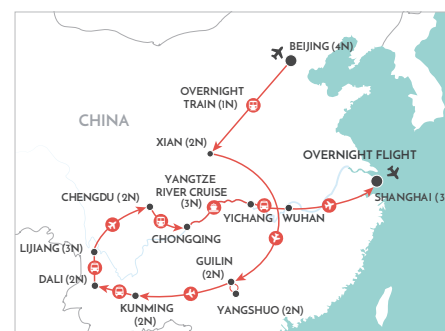 BEIJING (4N)
OVERNIGHT
TRAIN (1N)
CHINA
XIAN (2N)
OVERNIGHT FLIGHT
YANGTZE
RIVER CRUISE
(3N)
CHENGDU (2N)
SHANGHAI (3
YICHANG
WUHAN
CHONGQING
LIJIANG (3N)
GUILIN
(2N)
DALI (2N)
KUNMING
(2N)
YANGSHUO (2N)